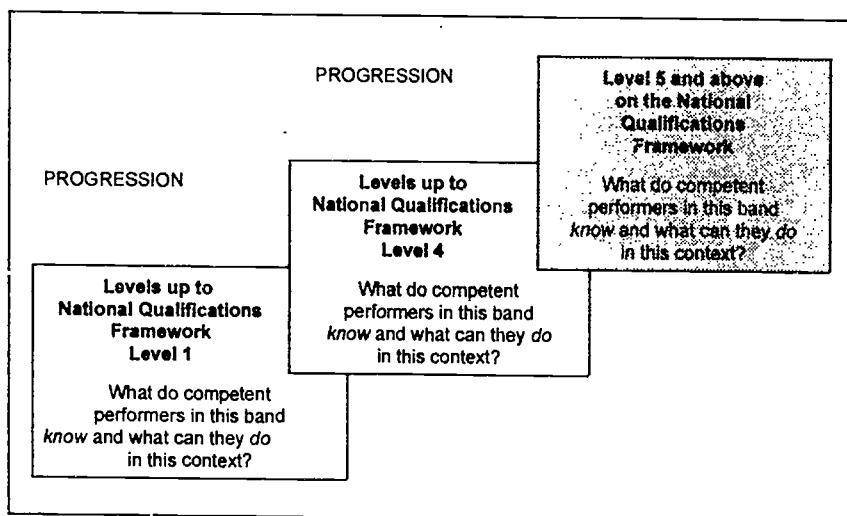 PROGRESSION
Level 5 and above
on the National
Qualifications
Framework
What do competent
performers in this band
know and what can they do
in this context?
PROGRESSION
Levels up to
National Qualifications
Framework
Level 4
What do competent
performers in this band
know and what can they do
in this context?
Levels up to
National Qualifications
Framework
Level 1
What do competent
performers in this band
know and what can they do
in this context?